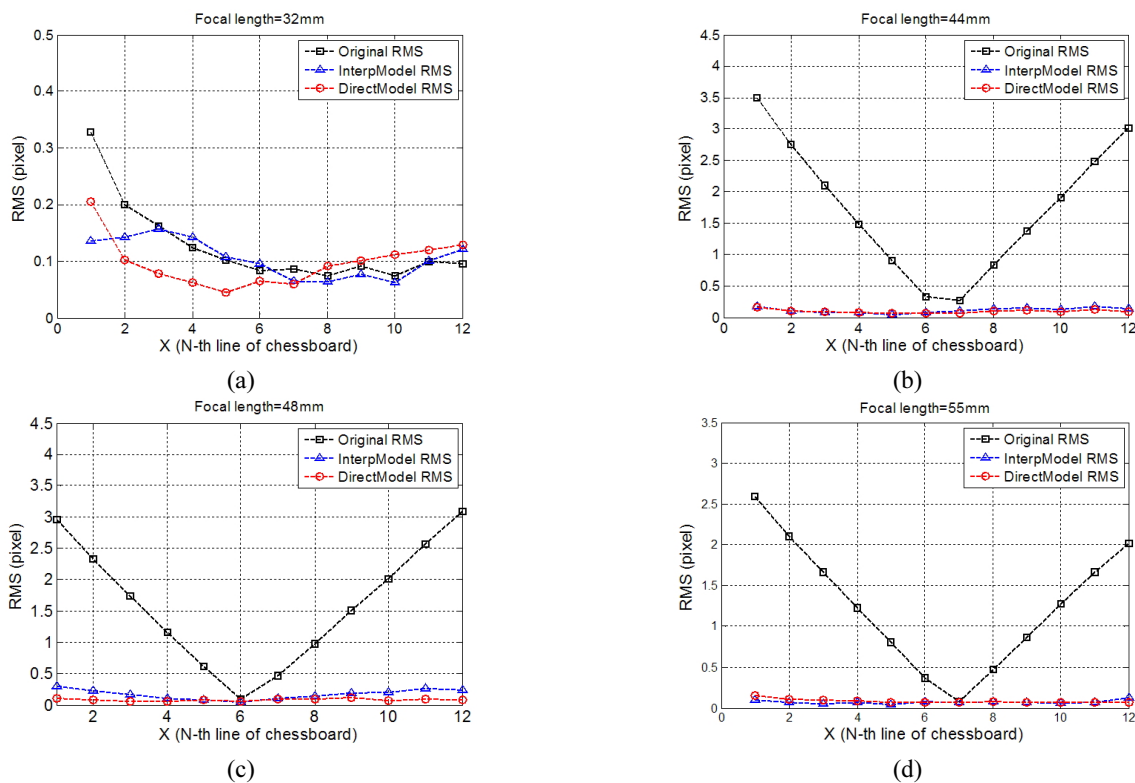 Focal length=32mm
0.5
0.4
0.3
0.2
0.1
0
RMS (pixel)
Original RMS
InterpModel RMS
DirectModel RMS
0 2 4 6 8 10 12
X (N-th line of chessboard)
(a)
Focal length=44mm
4.5
4
3.5
3
2.5
2
1.5
1
0.5
0
RMS (pixel)
Original RMS
InterpModel RMS
DirectModel RMS
0 2 4 6 8 10 12
X (N-th line of chessboard)
(b)
Focal length=48mm
4.5
4
3.5
3
2.5
2
1.5
1
0.5
0
RMS (pixel)
Original RMS
InterpModel RMS
DirectModel RMS
2 4 6 8 10 12
X (N-th line of chessboard)
(c)
Focal length=55mm
3.5
3
2.5
2
1.5
1
0.5
0
RMS (pixel)
Original RMS
InterpModel RMS
DirectModel RMS
0 2 4 6 8 10 12
X (N-th line of chessboard)
(d)